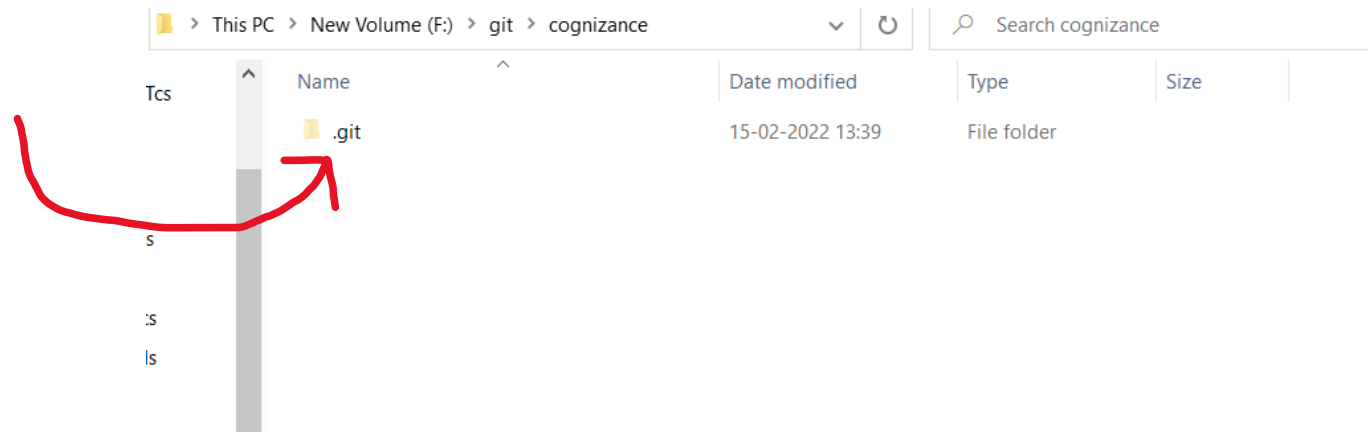 This PC > New Volume (F:) > git > cognizance Search cognizance
Name Date modified Type Size
Tcs
.git 15-02-2022 13:39 File folder
s
:s
ls